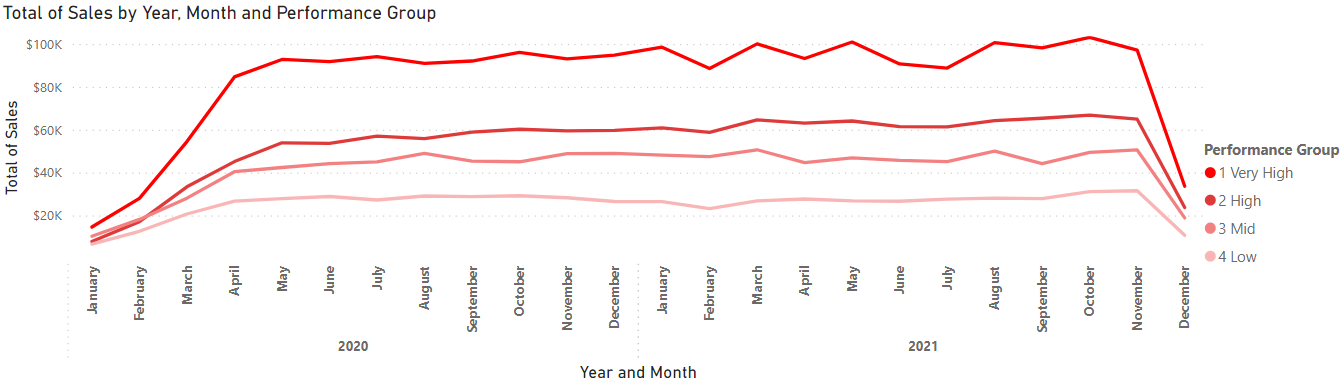 Total of Sales by Year, Month and Performance Group
Total of Sales
$100K
$80K
$60K
$40K
$20K
January
February
March
April
May
June
July
August
September
October
November
December
January
February
March
April
May
June
July
August
September
October
November
December
2020
2021
Year and Month
Performance Group
1 Very High
2 High
3 Mid
4 Low